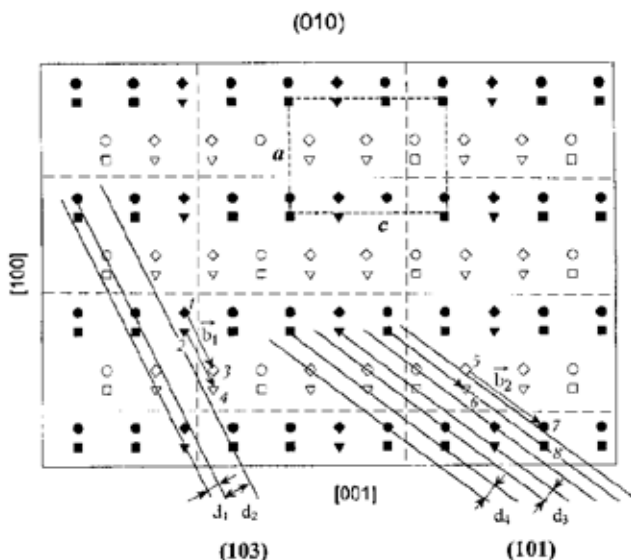 (010)
a
c
[100]
1
b₁
2
3
4
5
b₂
6
7
8
[001]
d₁ d₂ d₄ d₃
(103) (101)